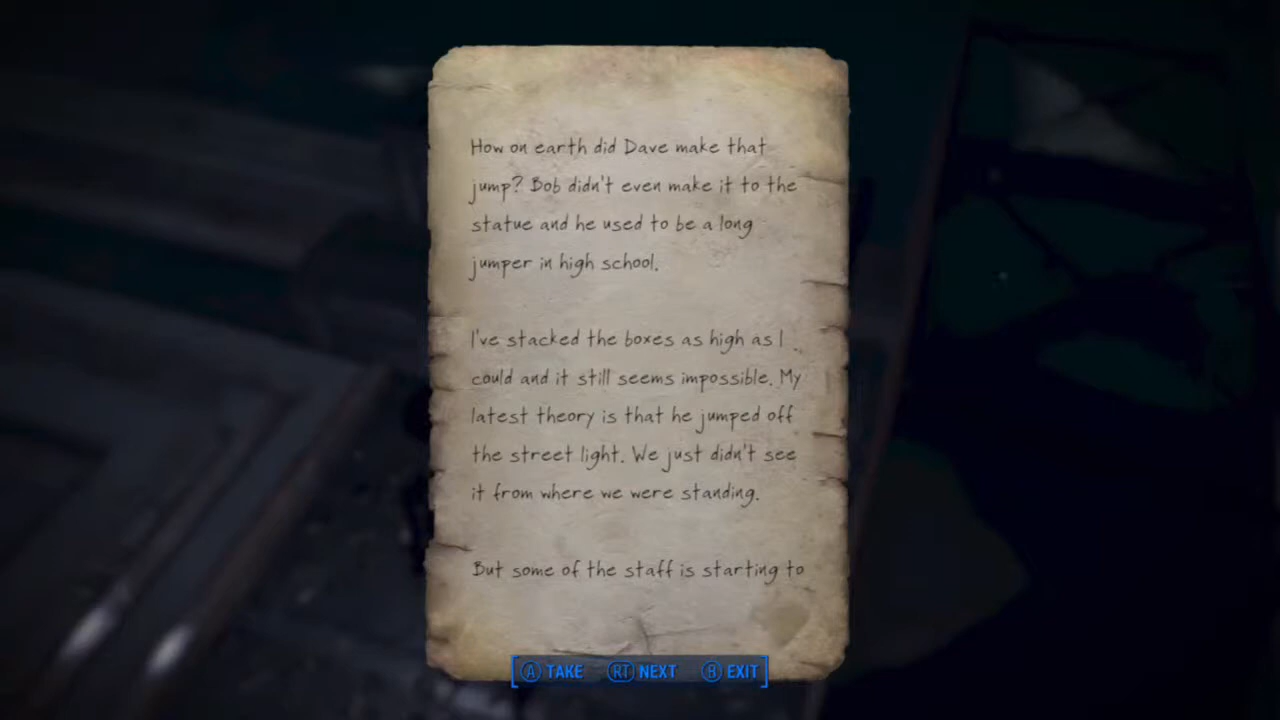 How on earth did Dave make that
jump? Bob didn't even make it to the
statue and he used to be a long
jumper in high school.
I've stacked the boxes as high as I
could and it still seems impossible. My
latest theory is that he jumped off
the street light. We just didn't see
it from where we were standing.
But some of the staff is starting to
A TAKE RT NEXT B EXIT